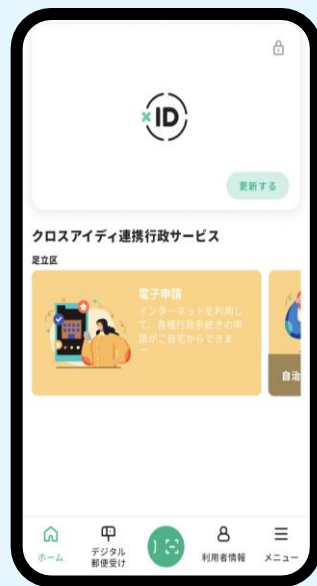 ×ID
更新する
クロスアイディ連携行政サービス
足立区
電子申請
インターネットを利用し
て、各種行政手続きの申
請がご自宅からできま
自治
ホーム
デジタル
郵便受け
利用者情報
メニュー